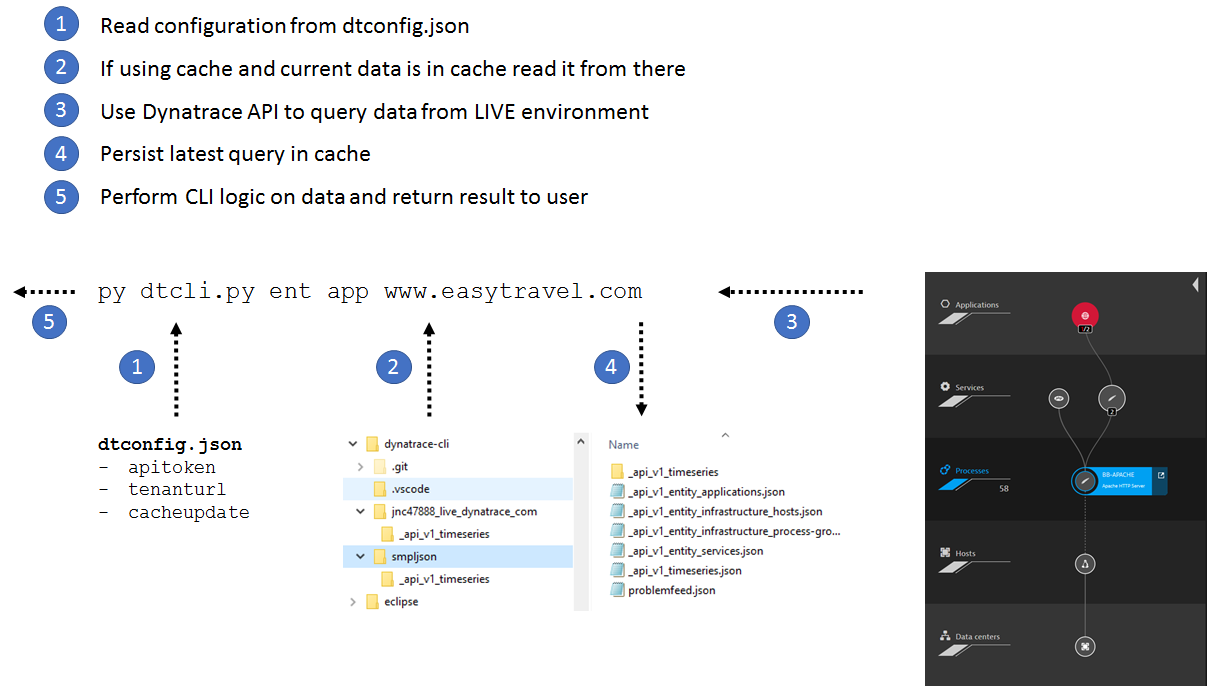 1 Read configuration from dtconfig.json
2 If using cache and current data is in cache read it from there
3 Use Dynatrace API to query data from LIVE environment
4 Persist latest query in cache
5 Perform CLI logic on data and return result to user
py dtcli.py ent app www.easytravel.com
5
3
1
2
4
dtconfig.json
- apitoken
- tenanturl
- cacheupdate
dynatrace-cli
.git
.vscode
jnc47888_live_dynatrace_com
_api_v1_timeseries
smpljson
_api_v1_timeseries
eclipse
Name
_api_v1_timeseries
_api_v1_entity_applications.json
_api_v1_entity_infrastructure_hosts.json
_api_v1_entity_infrastructure_process-gro...
_api_v1_entity_services.json
_api_v1_timeseries.json
problemfeed.json
Applications
Services
2
Processes
58
BB-APACHE
Apache HTTP Server
Hosts
Data centers